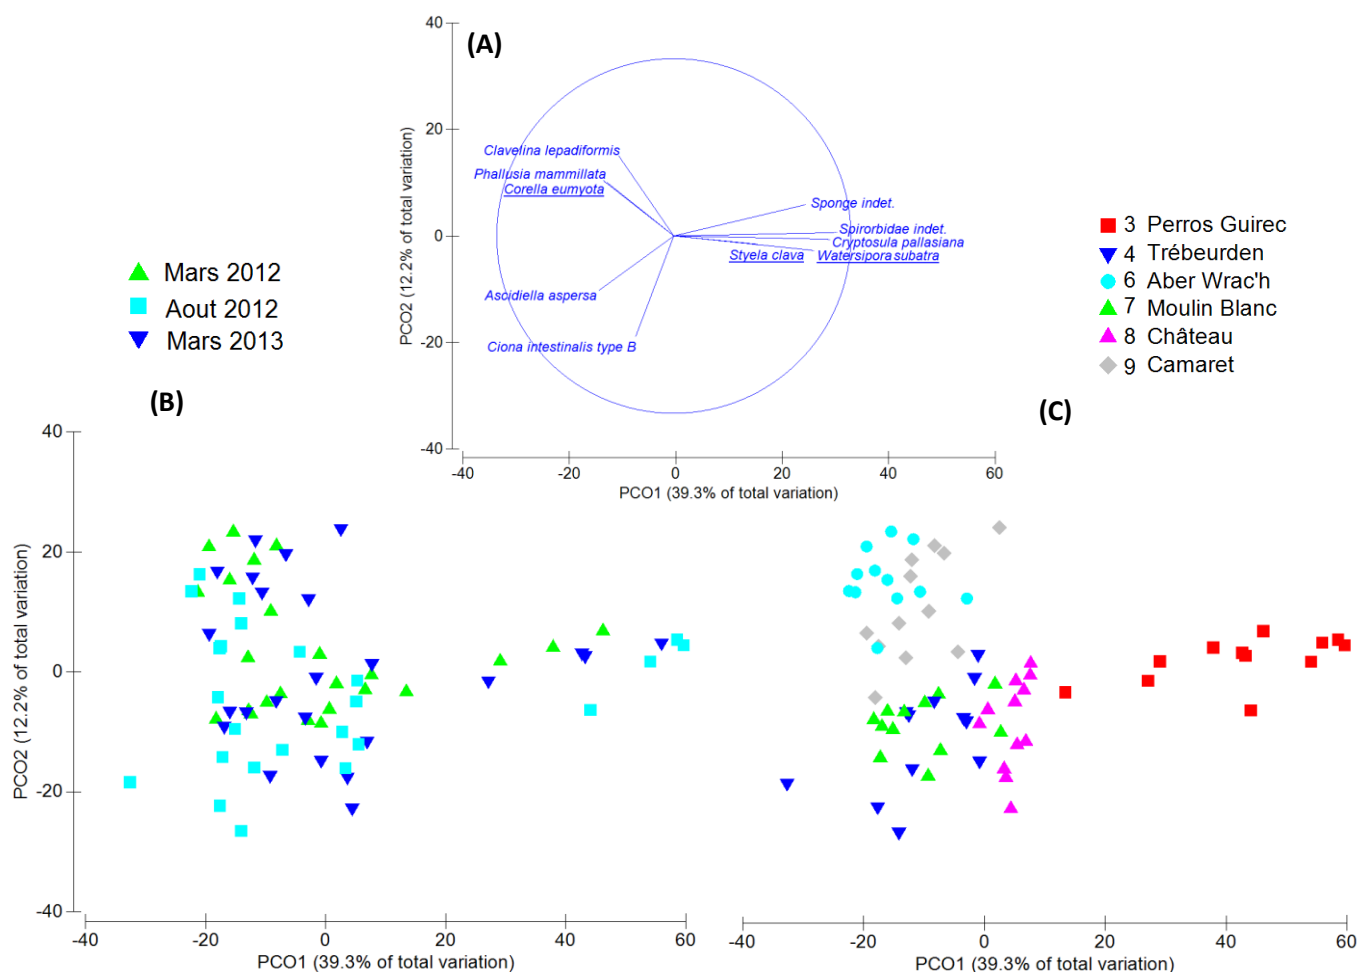 (A)
40
20
0
-20
-40
PCO2 (12.2% of total variation)
Clavelina lepadiformis
Phallusia mammillata
Corella eumyota
Sponge indet.
Spirorbidae indet.
Cryptosula pallasiana
Styela clava
Watersipora subatra
Ascidiella aspersa
Ciona intestinalis type B
-40
-20
0
20
40
60
PCO1 (39.3% of total variation)
Mars 2012
Aout 2012
Mars 2013
3 Perros Guirec
4 Trébeurden
6 Aber Wrac'h
7 Moulin Blanc
8 Château
9 Camaret
(B)
40
20
0
-20
-40
PCO2 (12.2% of total variation)
-40
-20
0
20
40
60
PCO1 (39.3% of total variation)
(C)
-40
-20
0
20
40
60
PCO1 (39.3% of total variation)